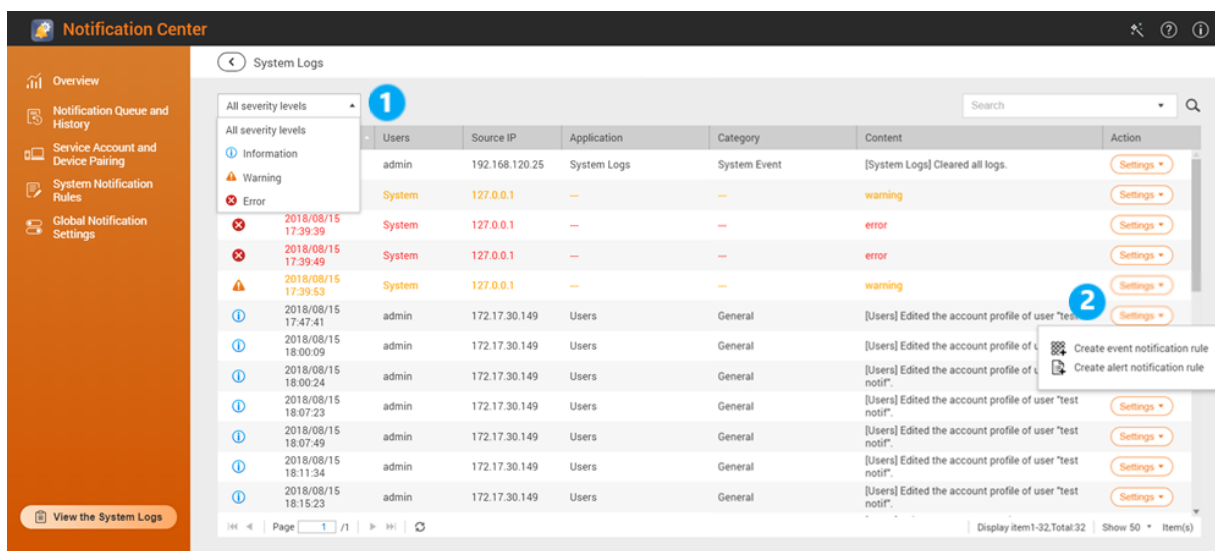 Notification Center
System Logs
Overview
Notification Queue and
History
Service Account and
Device Pairing
System Notification
Rules
Global Notification
Settings
View the System Logs
All severity levels
1
Search
All severity levels
Information
Warning
Error
Users Source IP Application Category Content Action
admin 192.168.120.25 System Logs System Event [System Logs] Cleared all logs. Settings
System 127.0.0.1 --- --- warning Settings
2018/08/15
17:39:39
System 127.0.0.1 --- --- error Settings
2018/08/15
17:39:49
System 127.0.0.1 --- --- error Settings
2018/08/15
17:39:53
System 127.0.0.1 --- --- warning Settings
2
2018/08/15
17:47:41
admin 172.17.30.149 Users General [Users] Edited the account profile of user "test Settings
Create event notification rule
Create alert notification rule
2018/08/15
18:00:09
admin 172.17.30.149 Users General [Users] Edited the account profile of
2018/08/15
18:00:24
admin 172.17.30.149 Users General [Users] Edited the account profile of
notif".
2018/08/15
18:07:23
admin 172.17.30.149 Users General [Users] Edited the account profile of user "test
notif".
Settings
2018/08/15
18:07:49
admin 172.17.30.149 Users General [Users] Edited the account profile of user "test
notif".
Settings
2018/08/15
18:11:34
admin 172.17.30.149 Users General [Users] Edited the account profile of user "test
notif".
Settings
2018/08/15
18:15:23
admin 172.17.30.149 Users General [Users] Edited the account profile of user "test
notif".
Settings
Page 1 /1
Display item1-32,Total:32 Show 50 Item(s)